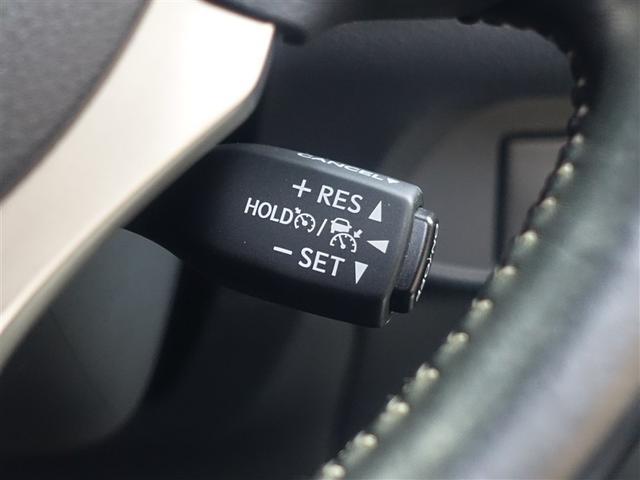 CANCEL
+ RES ▲
HOLD / ◀
- SET ▼